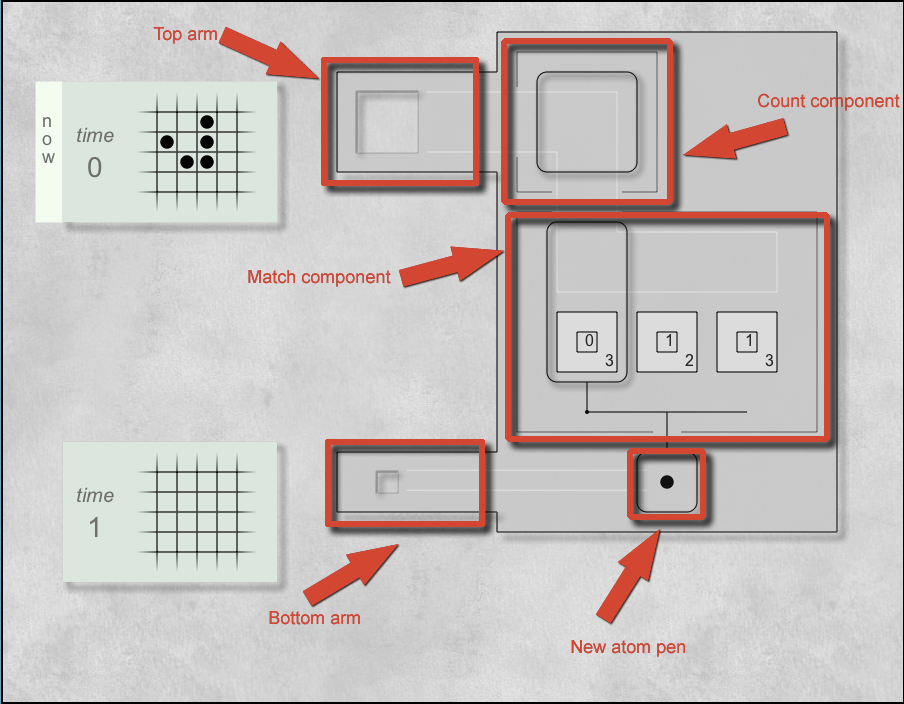 Top arm
Count component
n
o
w
time
0
Match component
0
3
1
2
1
3
time
1
Bottom arm
New atom pen